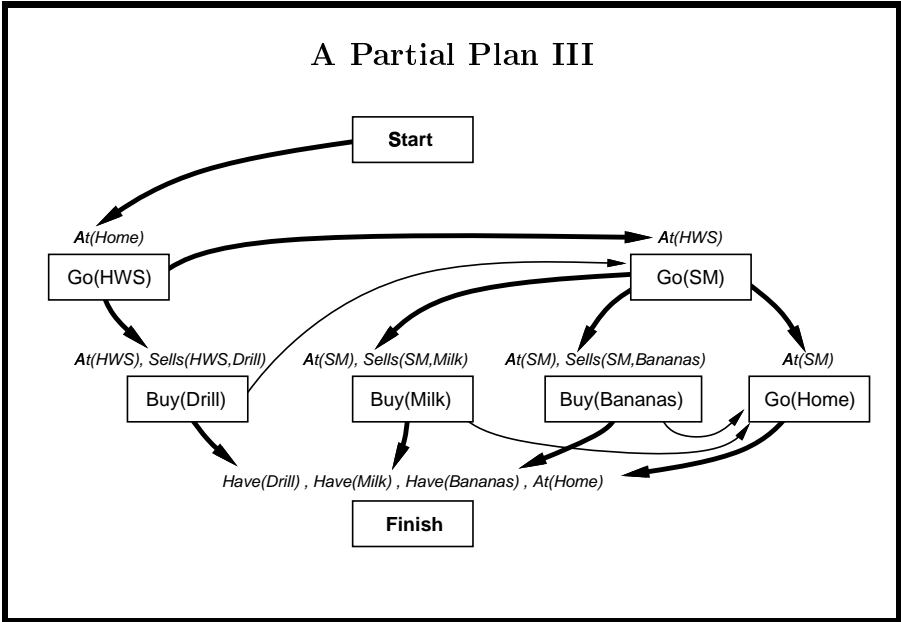 A Partial Plan III
Start
At(Home)
At(HWS)
Go(HWS)
Go(SM)
At(HWS), Sells(HWS,Drill)
At(SM), Sells(SM,Milk)
At(SM), Sells(SM,Bananas)
At(SM)
Buy(Drill)
Buy(Milk)
Buy(Bananas)
Go(Home)
Have(Drill) , Have(Milk) , Have(Bananas) , At(Home)
Finish